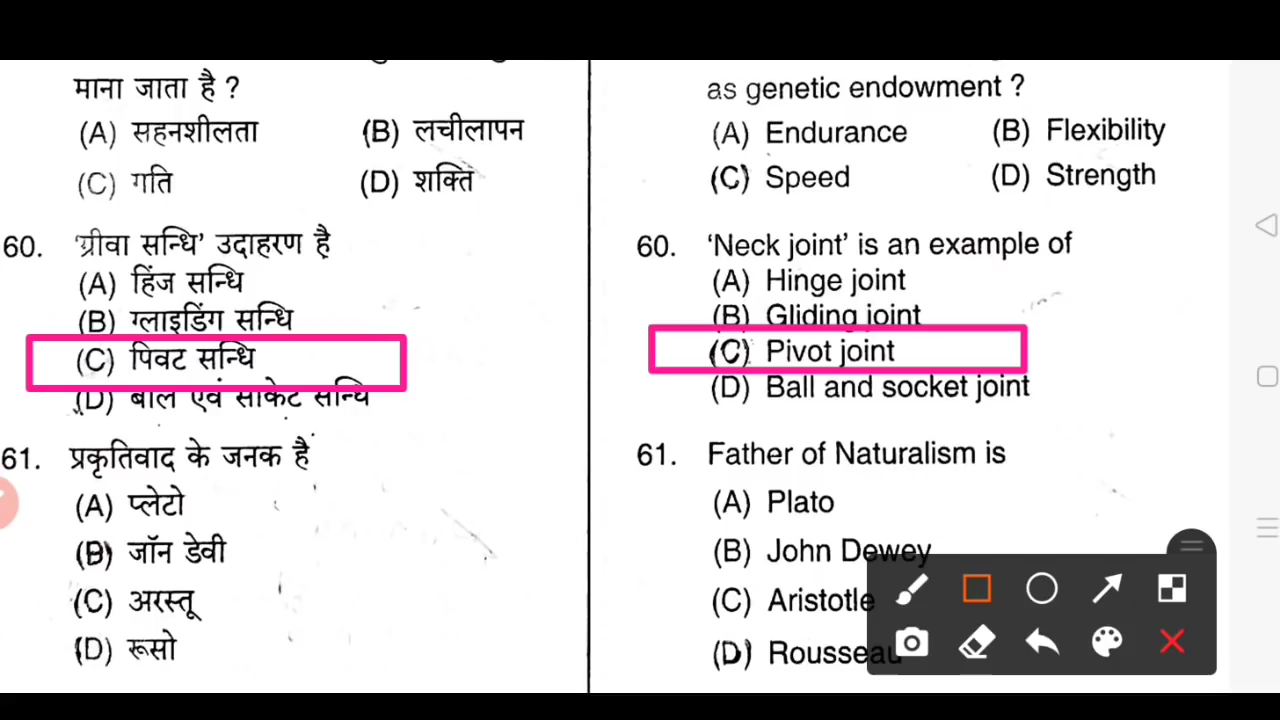 माना जाता है ?
(A) सहनशीलता (B) लचीलापन
(C) गति (D) शक्ति
60. 'ग्रीवा सन्धि' उदाहरण है
(A) हिंज सन्धि
(B) ग्लाइडिंग सन्धि
(C) पिवट सन्धि
(D) बॉल एवं सॉकेट सन्धि
61. प्रकृतिवाद के जनक हैं
(A) प्लेटो
(B) जॉन डेवी
(C) अरस्तू
(D) रूसो
as genetic endowment ?
(A) Endurance (B) Flexibility
(C) Speed (D) Strength
60. 'Neck joint' is an example of
(A) Hinge joint
(B) Gliding joint
(C) Pivot joint
(D) Ball and socket joint
61. Father of Naturalism is
(A) Plato
(B) John Dewey
(C) Aristotle
(D) Rousseau